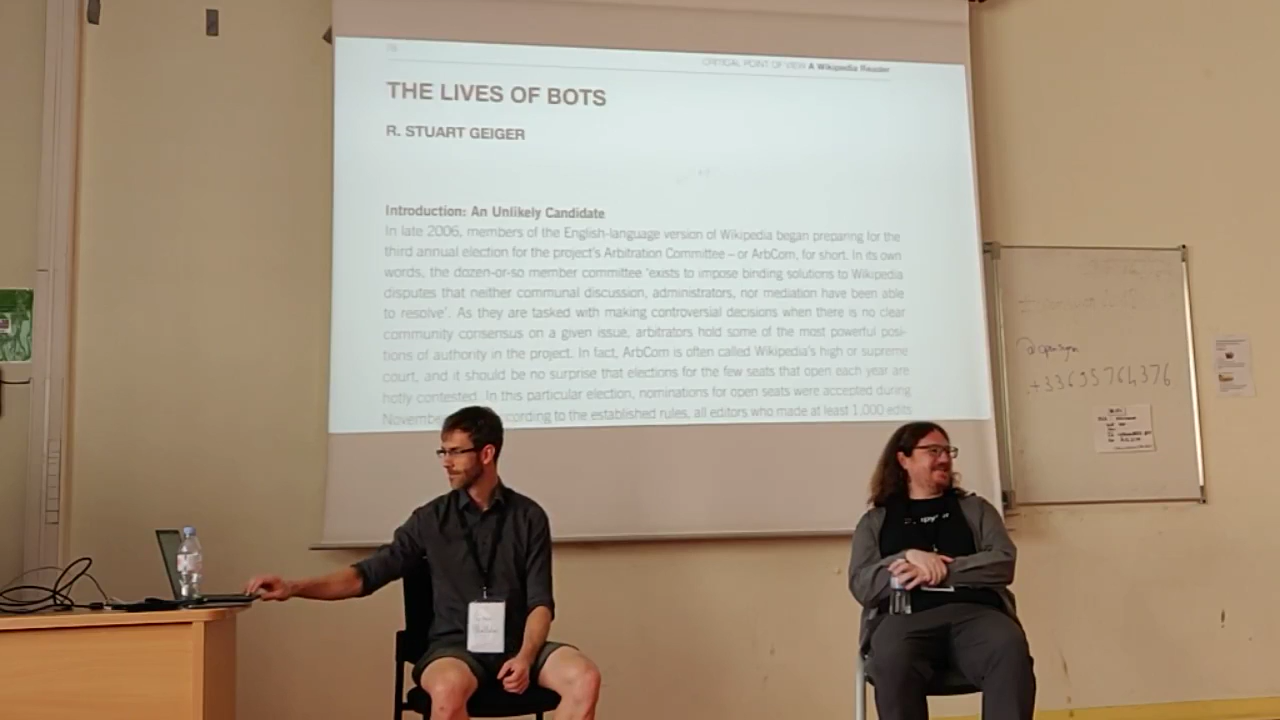 CRITICAL POINT OF VIEW A Wikipedia Reader
THE LIVES OF BOTS
R. STUART GEIGER
Introduction: An Unlikely Candidate
In late 2006, members of the English-language version of Wikipedia began preparing for the
third annual election for the project's Arbitration Committee – or ArbCom, for short. In its own
words, the dozen-or-so member committee 'exists to impose binding solutions to Wikipedia
disputes that neither communal discussion, administrators, nor mediation have been able
to resolve'. As they are tasked with making controversial decisions when there is no clear
community consensus on a given issue, arbitrators hold some of the most powerful posi-
tions of authority in the project. In fact, ArbCom is often called Wikipedia's high or supreme
court, and it should be no surprise that elections for the few seats that open each year are
hotly contested. In this particular election, nominations for open seats were accepted during
to the established rules, all editors who made at least 1,000 edits
+33695764376